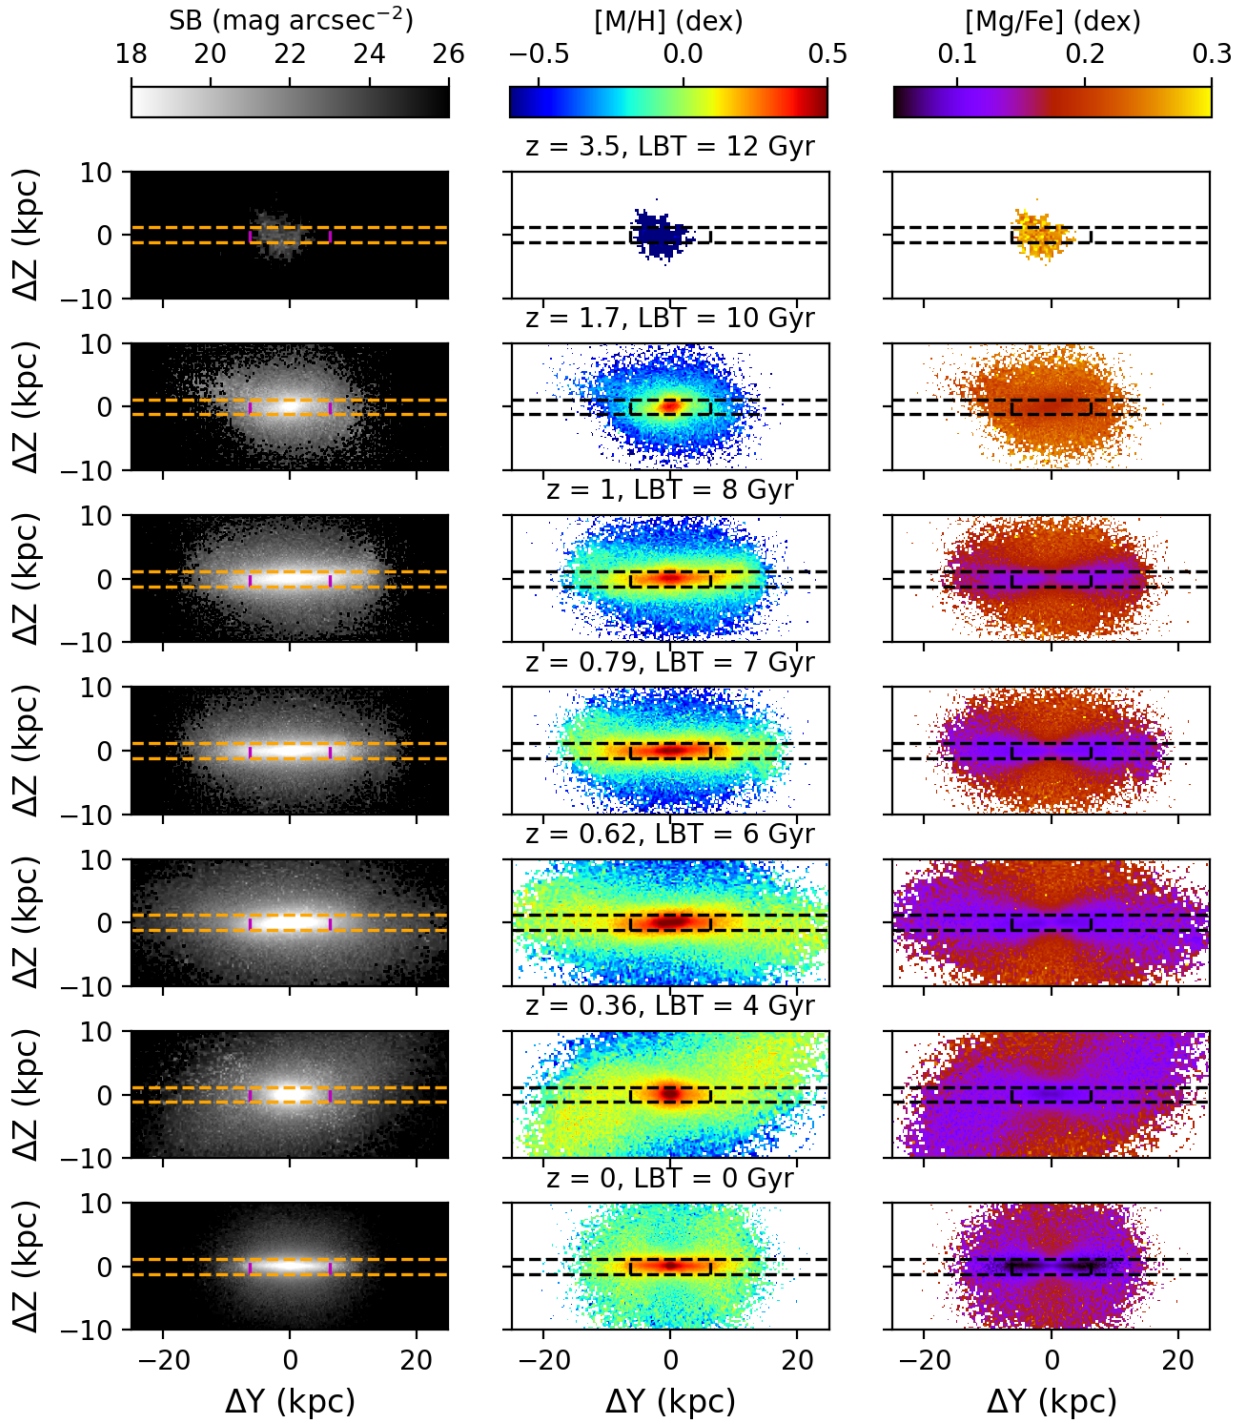 SB (mag arcsec⁻²) [M/H] (dex) [Mg/Fe] (dex)
18 20 22 24 26 −0.5 0.0 0.5 0.1 0.2 0.3
z = 3.5, LBT = 12 Gyr
10
0
−10
ΔZ (kpc)
z = 1.7, LBT = 10 Gyr
10
0
−10
ΔZ (kpc)
z = 1, LBT = 8 Gyr
10
0
−10
ΔZ (kpc)
z = 0.79, LBT = 7 Gyr
10
0
−10
ΔZ (kpc)
z = 0.62, LBT = 6 Gyr
10
0
−10
ΔZ (kpc)
z = 0.36, LBT = 4 Gyr
10
0
−10
ΔZ (kpc)
z = 0, LBT = 0 Gyr
10
0
−10
ΔZ (kpc)
−20 0 20 −20 0 20 −20 0 20
ΔY (kpc) ΔY (kpc) ΔY (kpc)